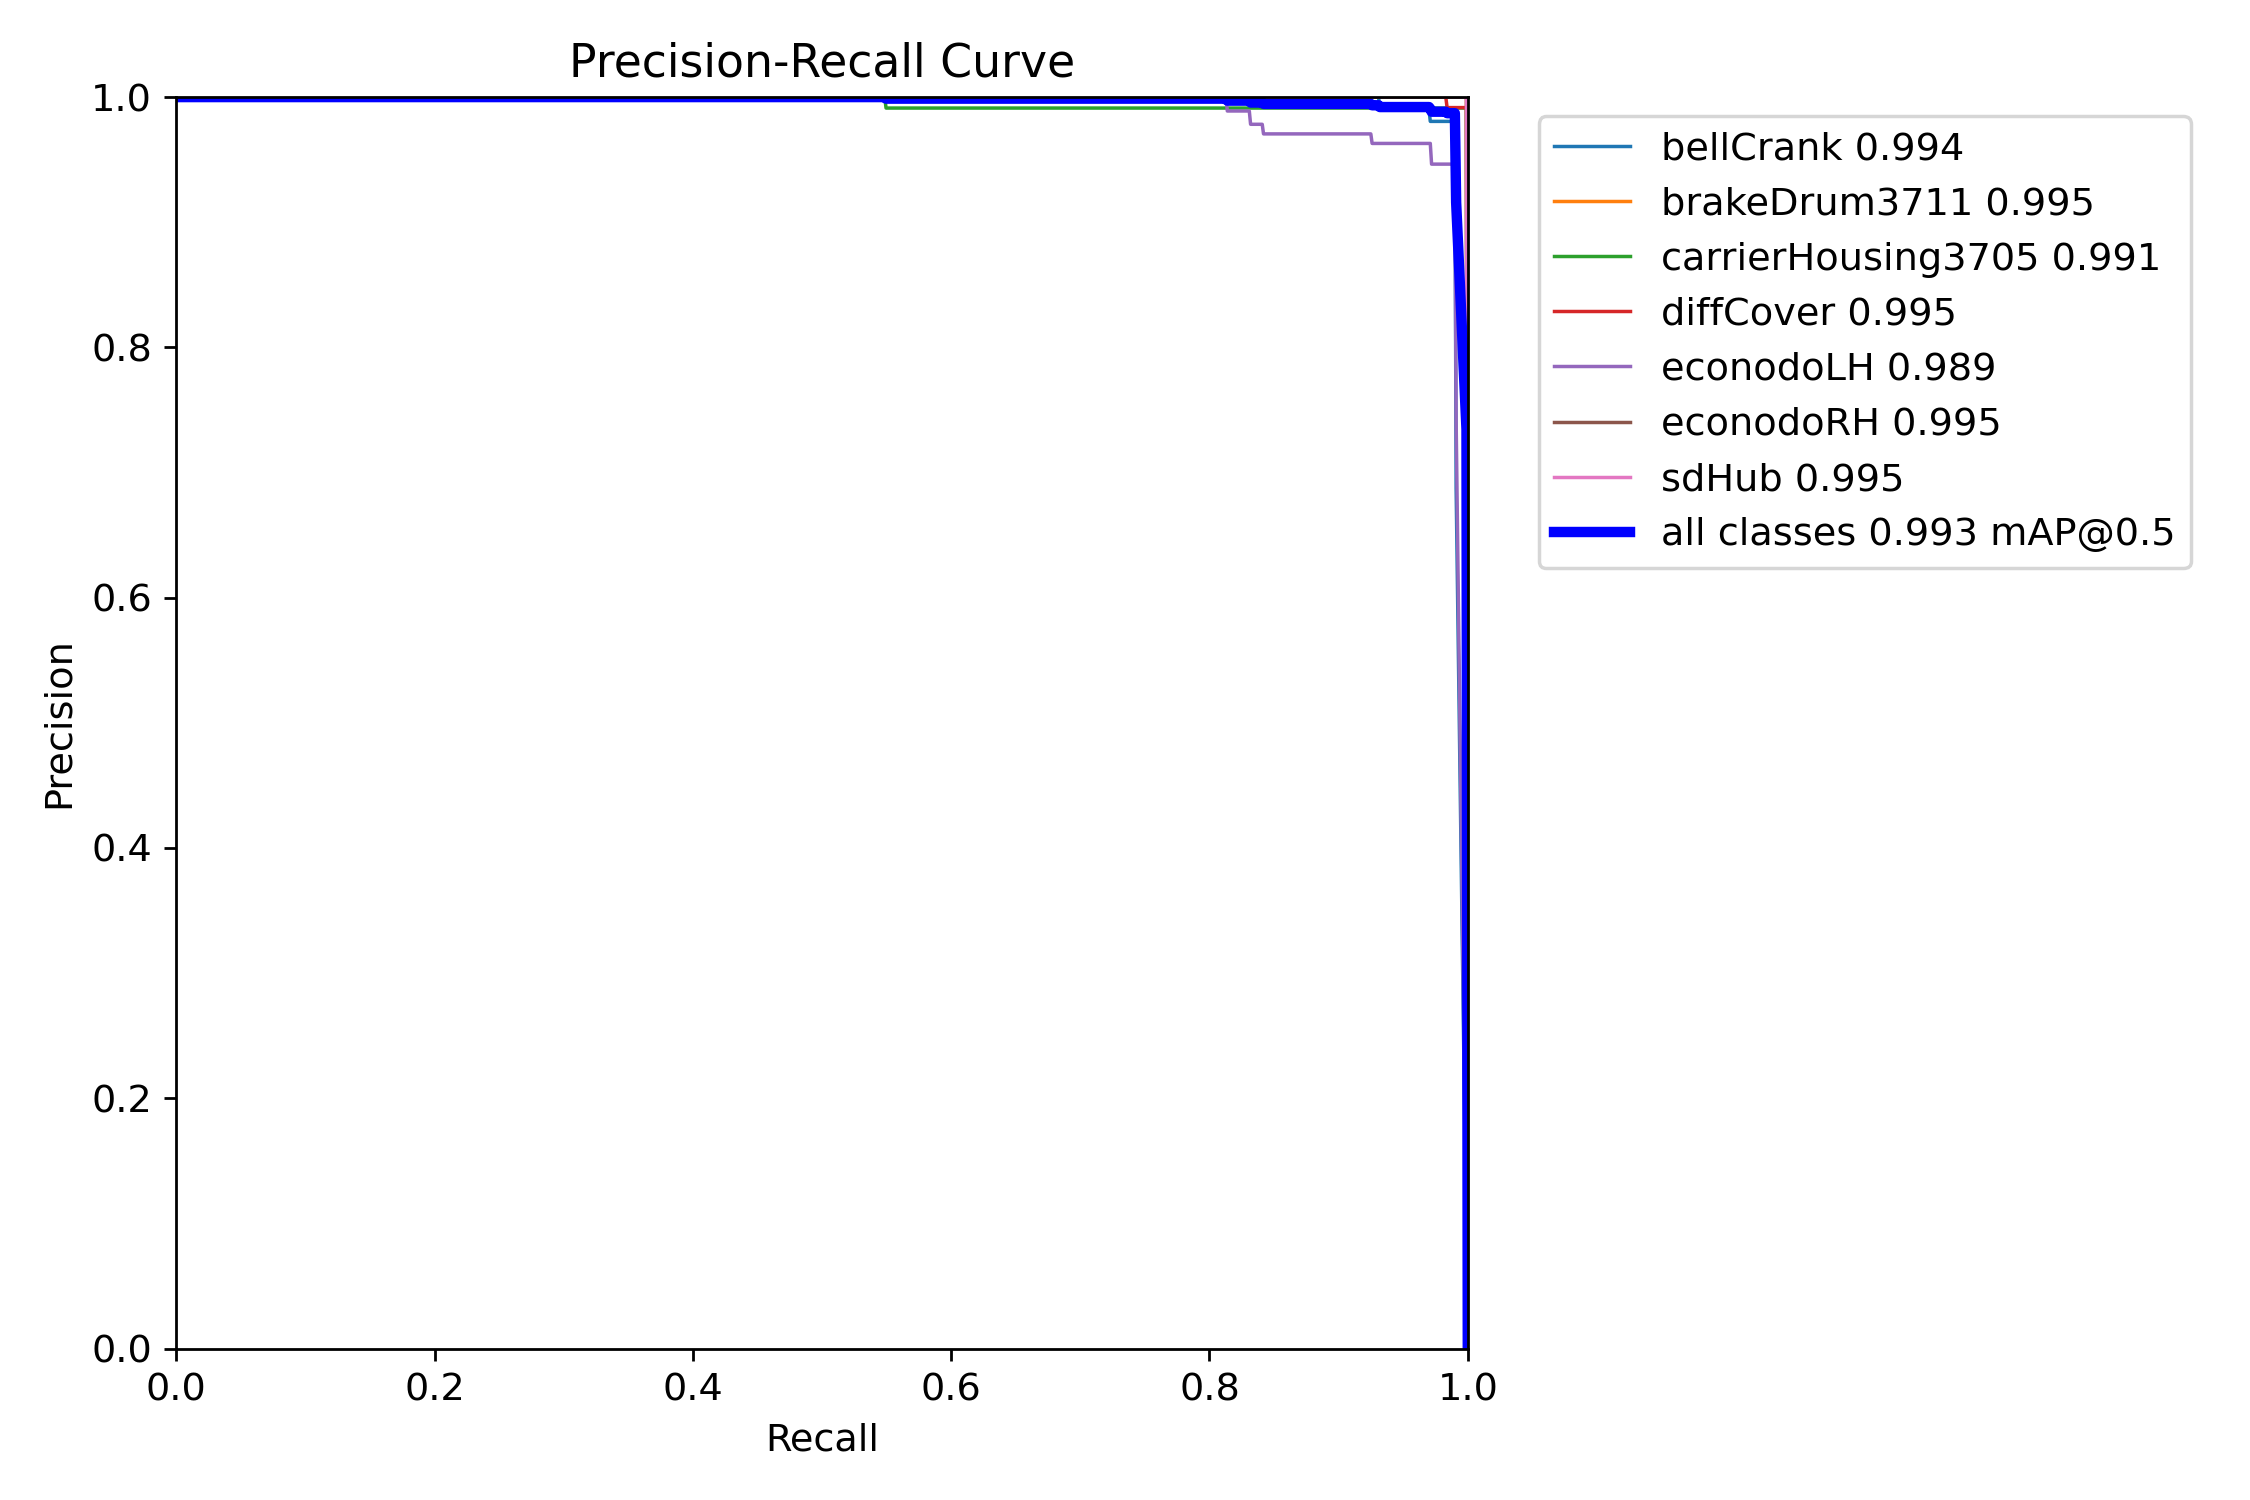 Precision-Recall Curve
1.0
0.8
0.6
0.4
0.2
0.0
Precision
0.0 0.2 0.4 0.6 0.8 1.0
Recall
bellCrank 0.994
brakeDrum3711 0.995
carrierHousing3705 0.991
diffCover 0.995
econodoLH 0.989
econodoRH 0.995
sdHub 0.995
all classes 0.993 mAP@0.5